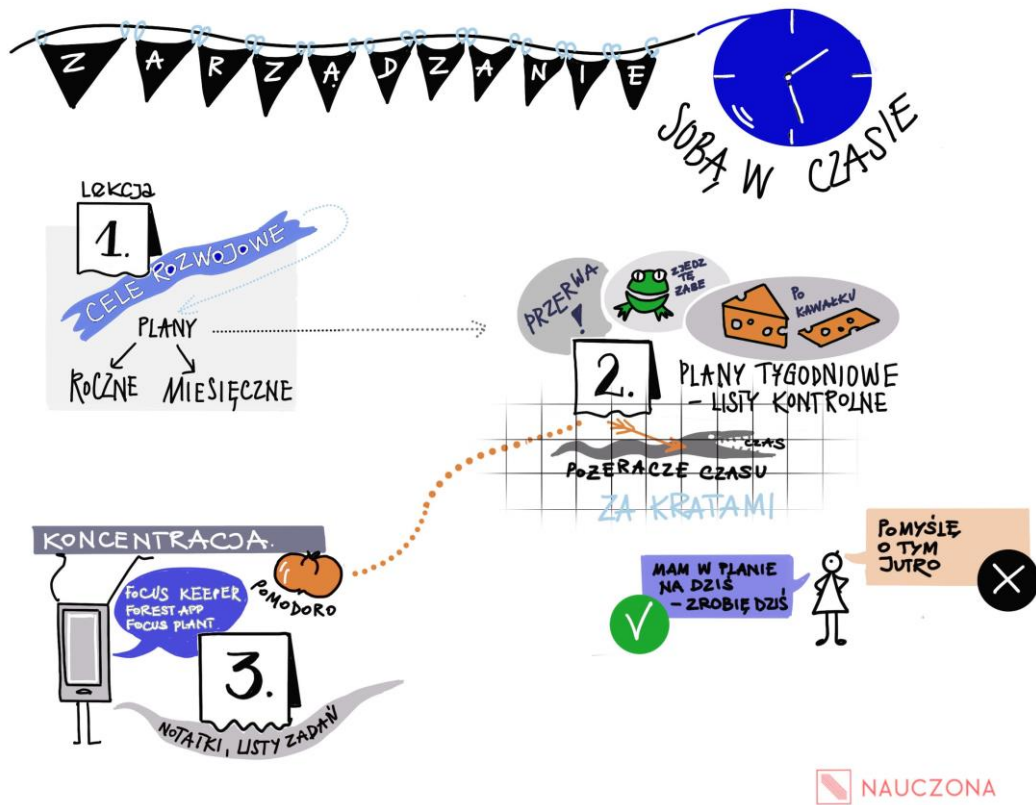 ZARZĄDZANIE
SOBĄ W CZASIE
LEKCJA
1.
CELE ROZWOJOWE
PLANY
ROCZNE
MIESIĘCZNE
PRZERWA
!
ZJEDZ
TĘ
ŻABĘ
PO
KAWAŁKU
2.
PLANY TYGODNIOWE
- LISTY KONTROLNE
CZAS
POŻERACZE CZASU
ZA KRATAMI
MAM W PLANIE
NA DZIŚ
- ZROBIĘ DZIŚ
POMYŚLĘ
O TYM
JUTRO
KONCENTRACJA.
POMODORO
FOCUS KEEPER
FOREST APP
FOCUS PLANT
3.
NOTATKI, LISTY ZADAŃ
NAUCZONA